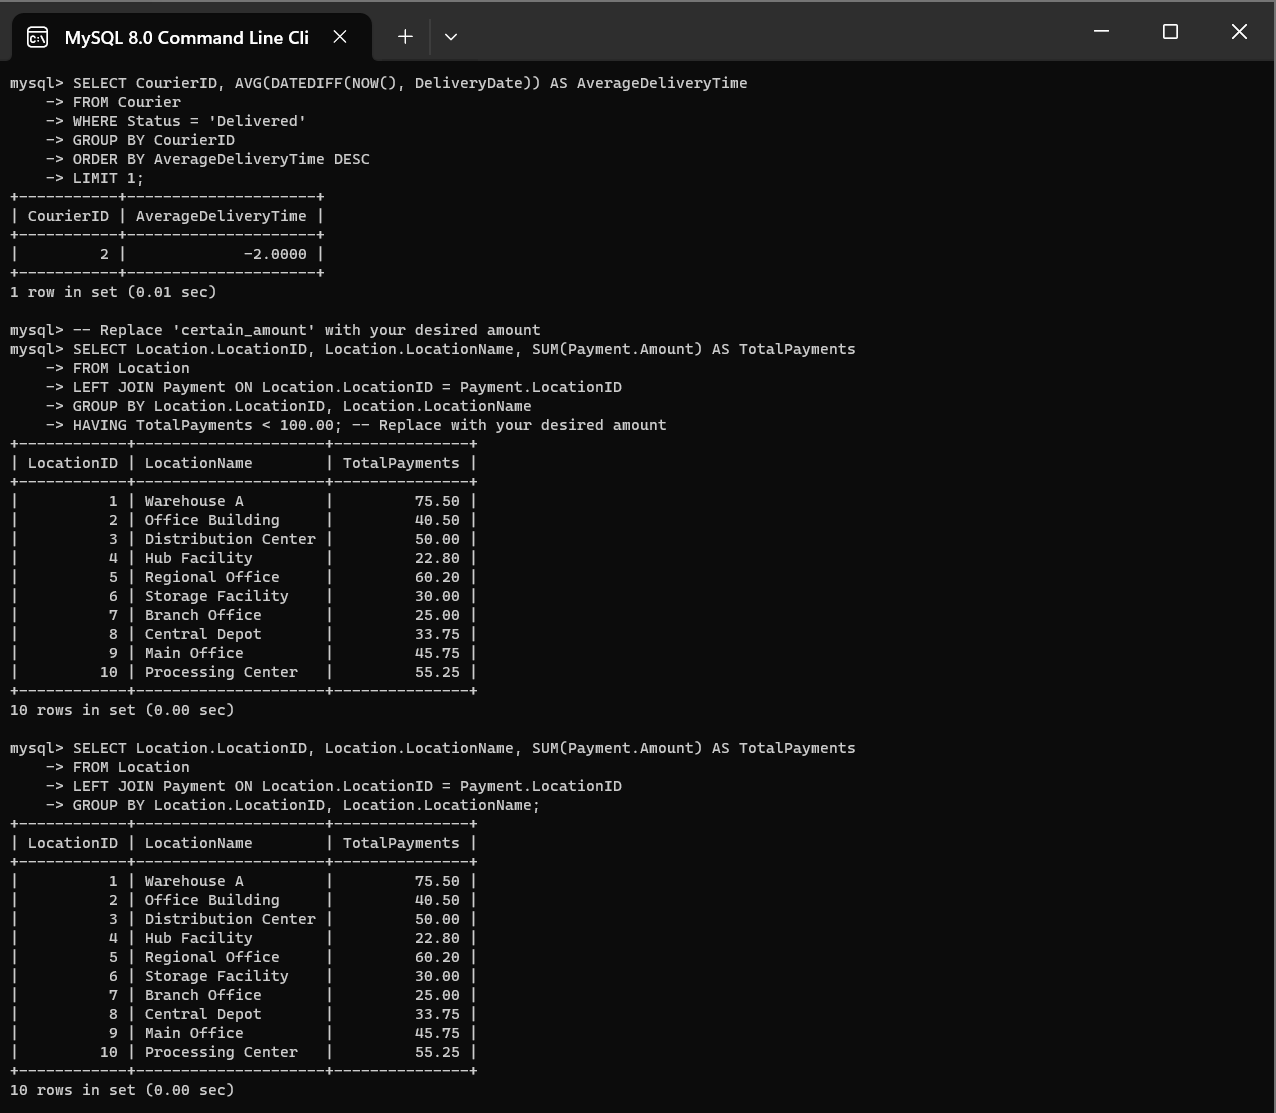 MySQL 8.0 Command Line Cli
mysql> SELECT CourierID, AVG(DATEDIFF(NOW(), DeliveryDate)) AS AverageDeliveryTime
    -> FROM Courier
    -> WHERE Status = 'Delivered'
    -> GROUP BY CourierID
    -> ORDER BY AverageDeliveryTime DESC
    -> LIMIT 1;
+-----------+---------------------+
| CourierID | AverageDeliveryTime |
+-----------+---------------------+
|         2 |             -2.0000 |
+-----------+---------------------+
1 row in set (0.01 sec)

mysql> -- Replace 'certain_amount' with your desired amount
mysql> SELECT Location.LocationID, Location.LocationName, SUM(Payment.Amount) AS TotalPayments
    -> FROM Location
    -> LEFT JOIN Payment ON Location.LocationID = Payment.LocationID
    -> GROUP BY Location.LocationID, Location.LocationName
    -> HAVING TotalPayments < 100.00; -- Replace with your desired amount
+------------+---------------------+---------------+
| LocationID | LocationName        | TotalPayments |
+------------+---------------------+---------------+
|          1 | Warehouse A         |         75.50 |
|          2 | Office Building     |         40.50 |
|          3 | Distribution Center |         50.00 |
|          4 | Hub Facility        |         22.80 |
|          5 | Regional Office     |         60.20 |
|          6 | Storage Facility    |         30.00 |
|          7 | Branch Office       |         25.00 |
|          8 | Central Depot       |         33.75 |
|          9 | Main Office         |         45.75 |
|         10 | Processing Center   |         55.25 |
+------------+---------------------+---------------+
10 rows in set (0.00 sec)

mysql> SELECT Location.LocationID, Location.LocationName, SUM(Payment.Amount) AS TotalPayments
    -> FROM Location
    -> LEFT JOIN Payment ON Location.LocationID = Payment.LocationID
    -> GROUP BY Location.LocationID, Location.LocationName;
+------------+---------------------+---------------+
| LocationID | LocationName        | TotalPayments |
+------------+---------------------+---------------+
|          1 | Warehouse A         |         75.50 |
|          2 | Office Building     |         40.50 |
|          3 | Distribution Center |         50.00 |
|          4 | Hub Facility        |         22.80 |
|          5 | Regional Office     |         60.20 |
|          6 | Storage Facility    |         30.00 |
|          7 | Branch Office       |         25.00 |
|          8 | Central Depot       |         33.75 |
|          9 | Main Office         |         45.75 |
|         10 | Processing Center   |         55.25 |
+------------+---------------------+---------------+
10 rows in set (0.00 sec)